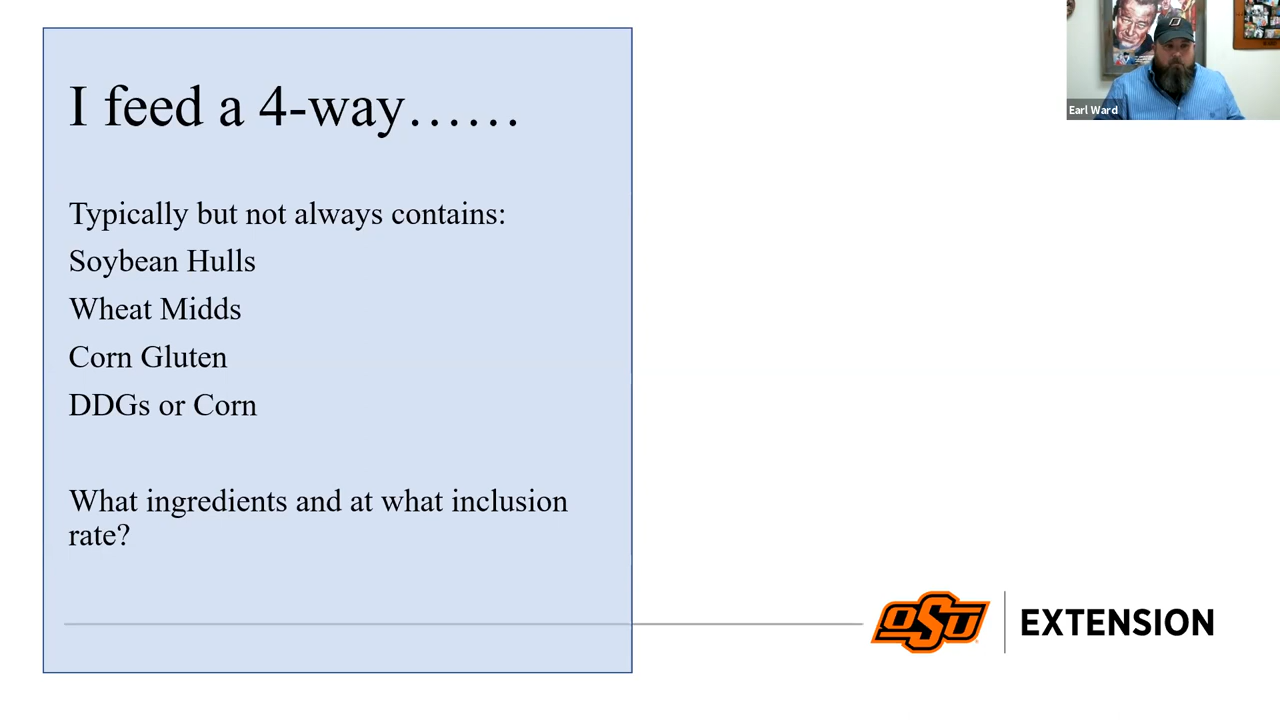 I feed a 4-way......
Typically but not always contains:
Soybean Hulls
Wheat Midds
Corn Gluten
DDGs or Corn
What ingredients and at what inclusion
rate?
Earl Ward
OSU EXTENSION